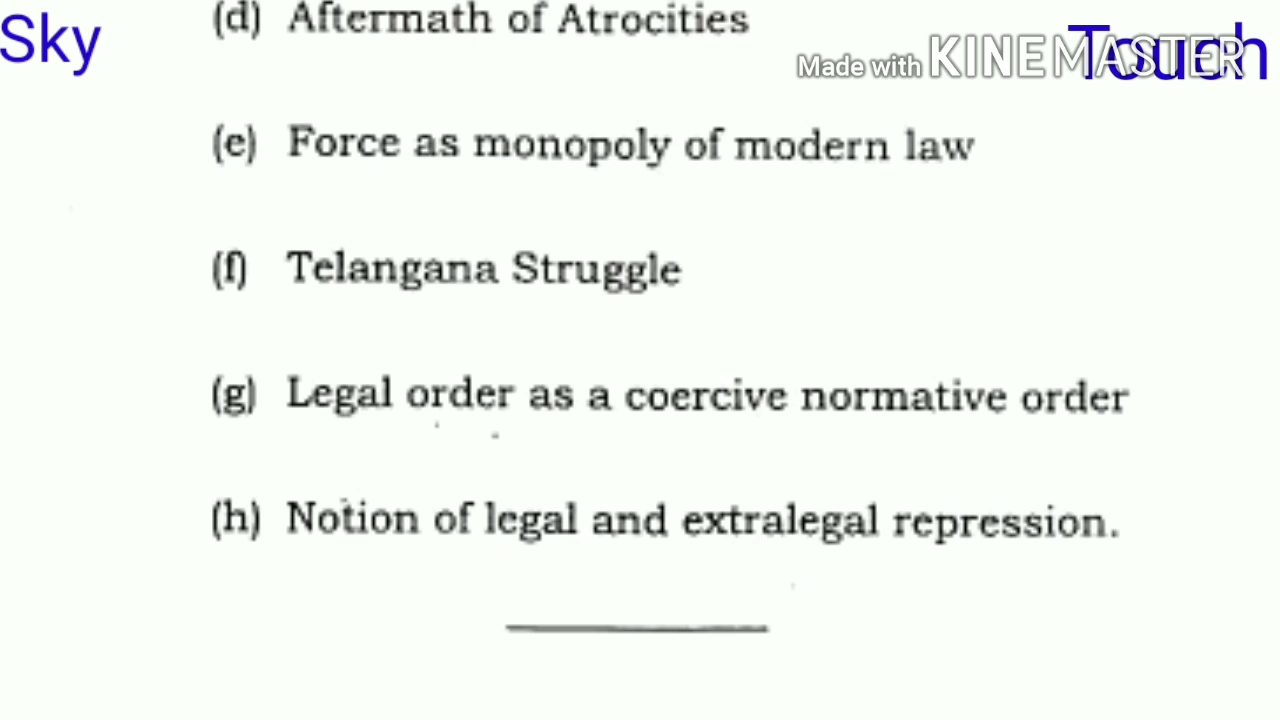 (d) Aftermath of Atrocities
Sky
Touch
Made with KINEMASTER
(e) Force as monopoly of modern law
(f) Telangana Struggle
(g) Legal order as a coercive normative order
(h) Notion of legal and extralegal repression.